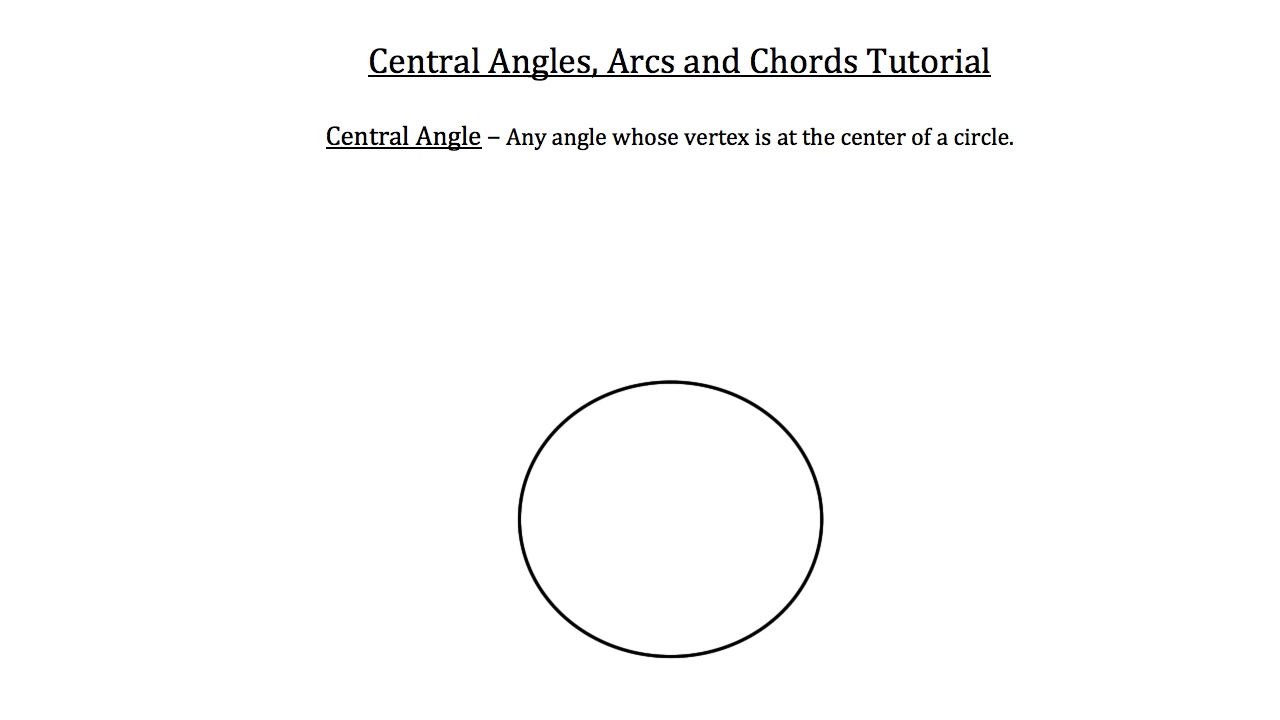 Central Angles, Arcs and Chords Tutorial
Central Angle – Any angle whose vertex is at the center of a circle.